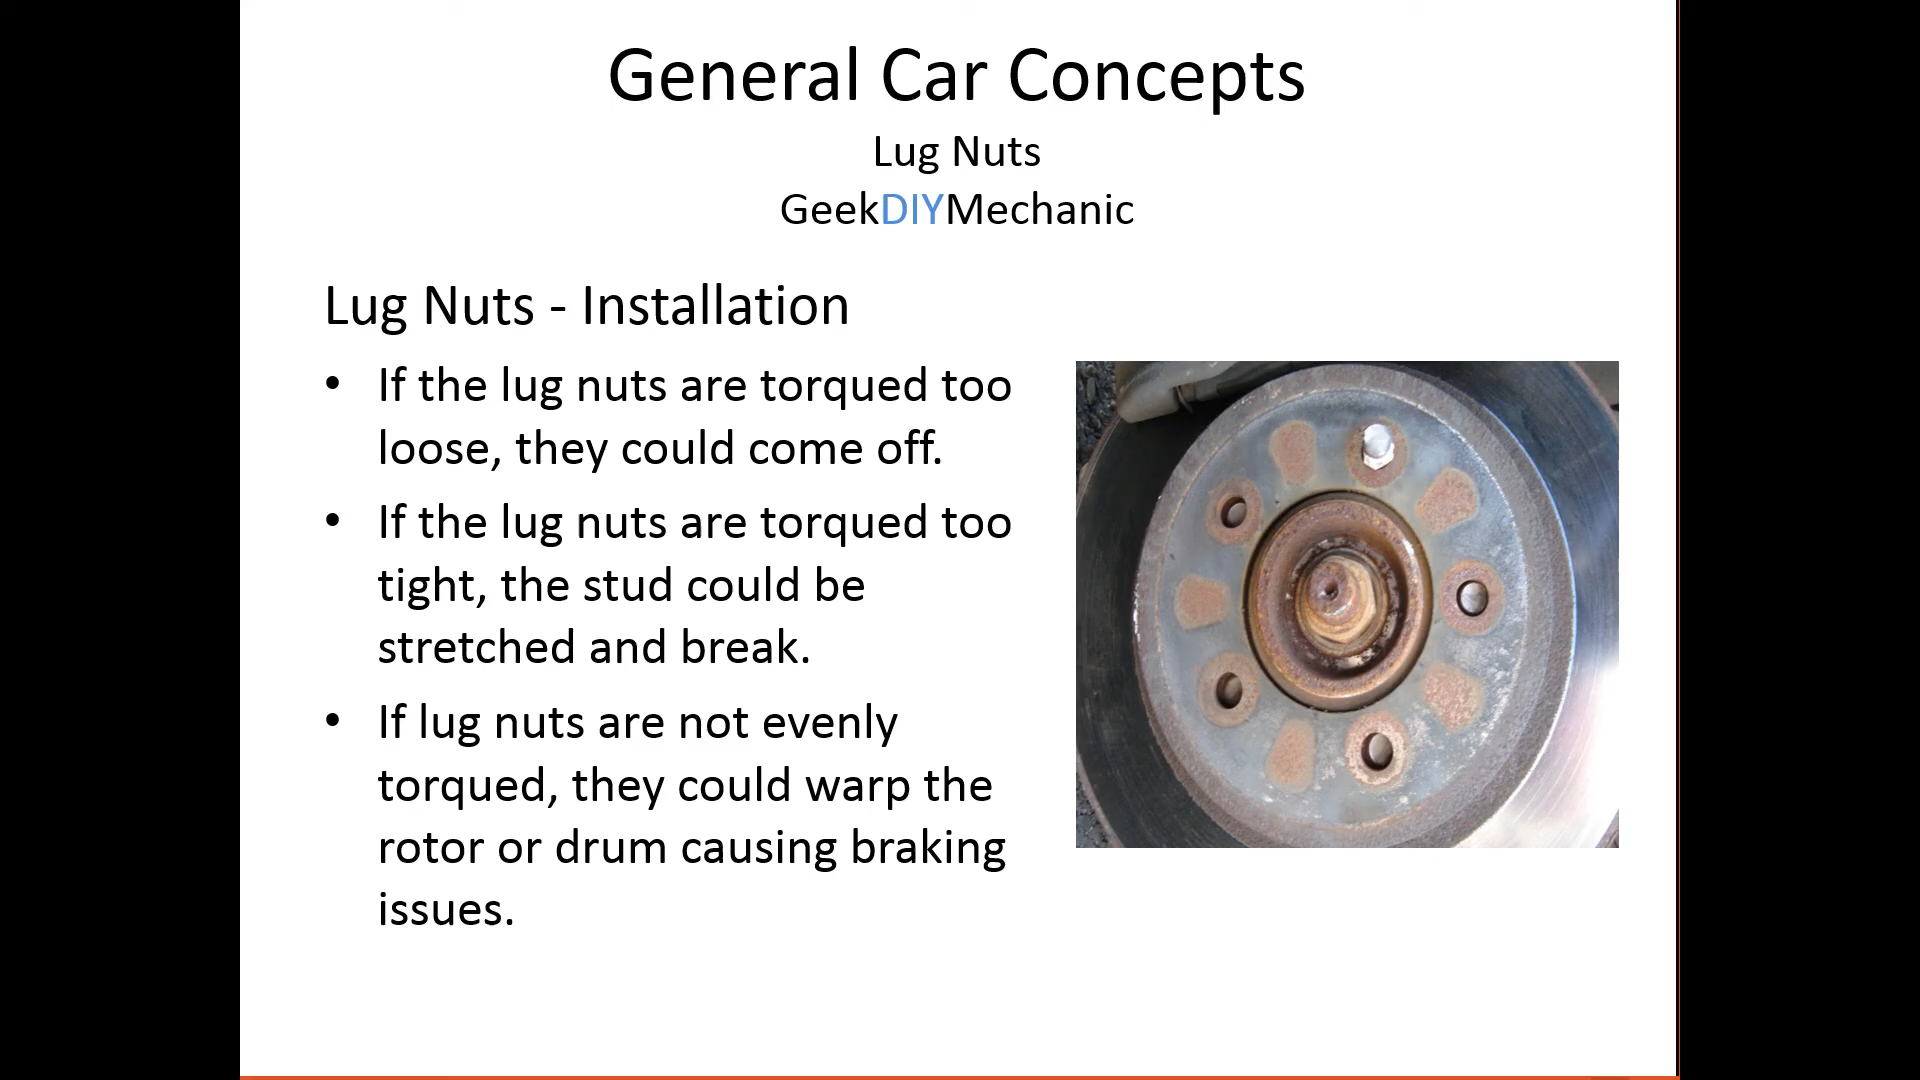 General Car Concepts
Lug Nuts
GeekDIYMechanic
Lug Nuts - Installation
• If the lug nuts are torqued too
loose, they could come off.
• If the lug nuts are torqued too
tight, the stud could be
stretched and break.
• If lug nuts are not evenly
torqued, they could warp the
rotor or drum causing braking
issues.